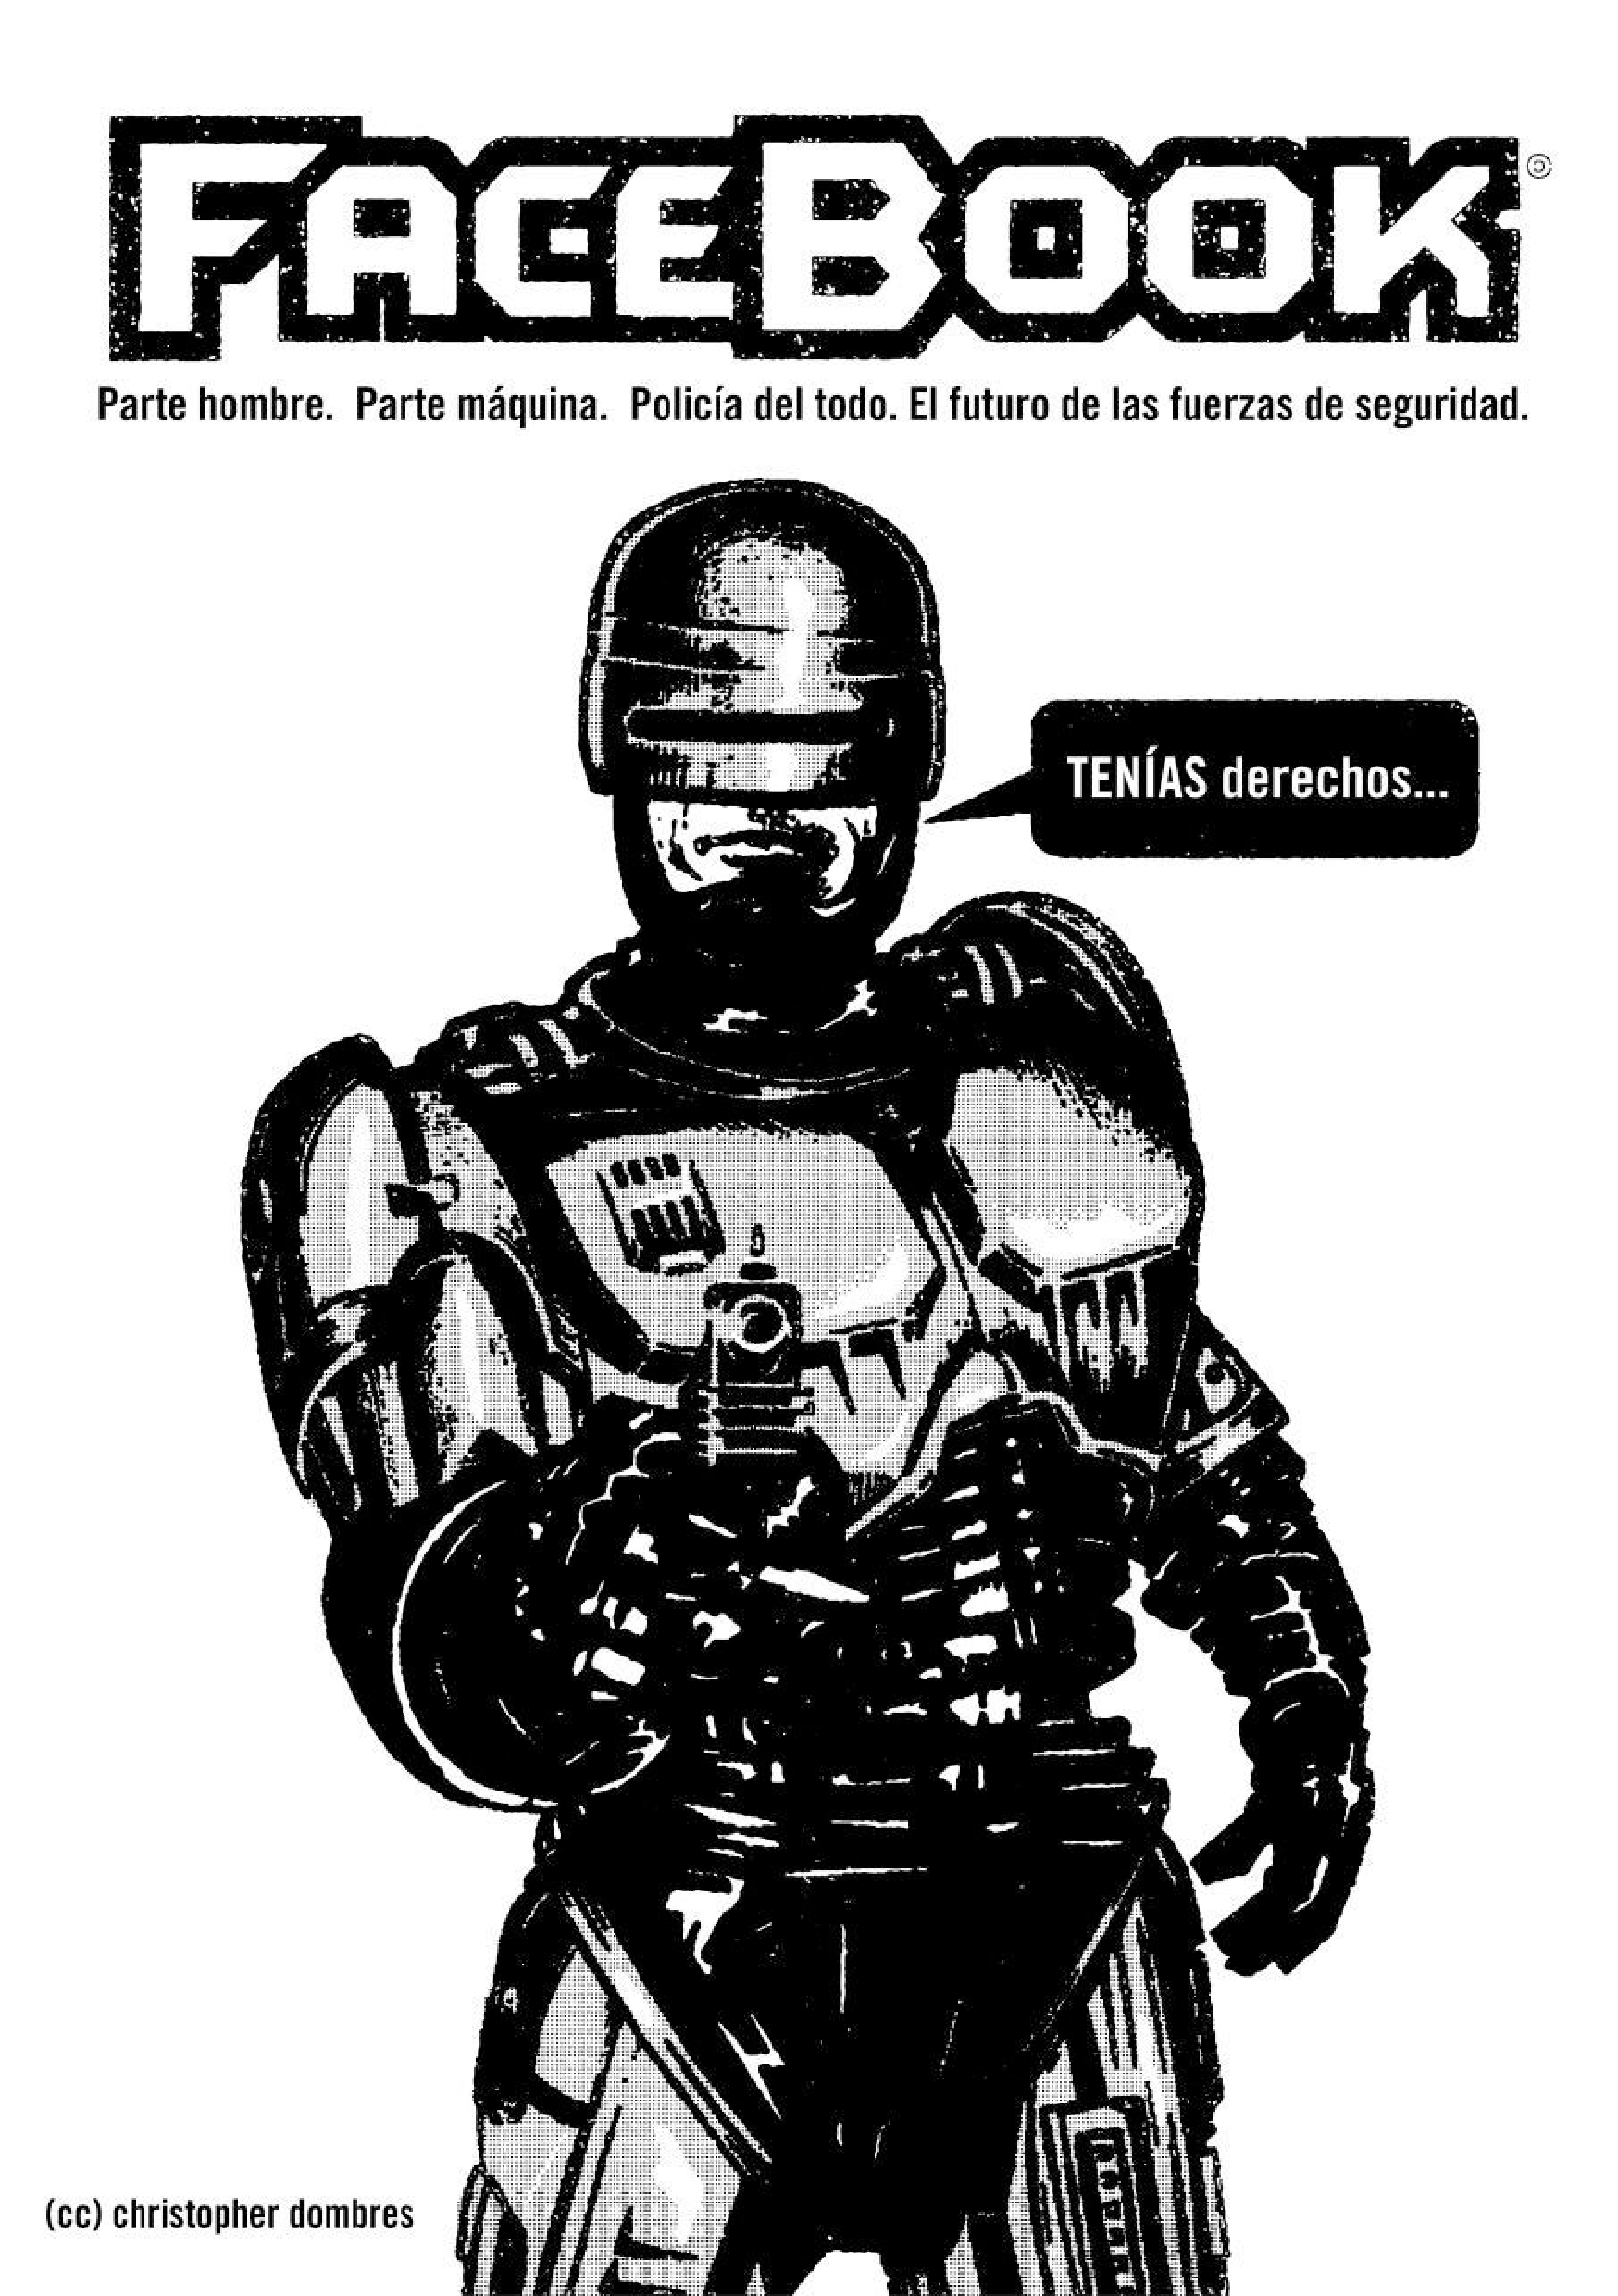 FACEBOOK©
Parte hombre. Parte máquina. Policía del todo. El futuro de las fuerzas de seguridad.
TENÍAS derechos...
(cc) christopher dombres